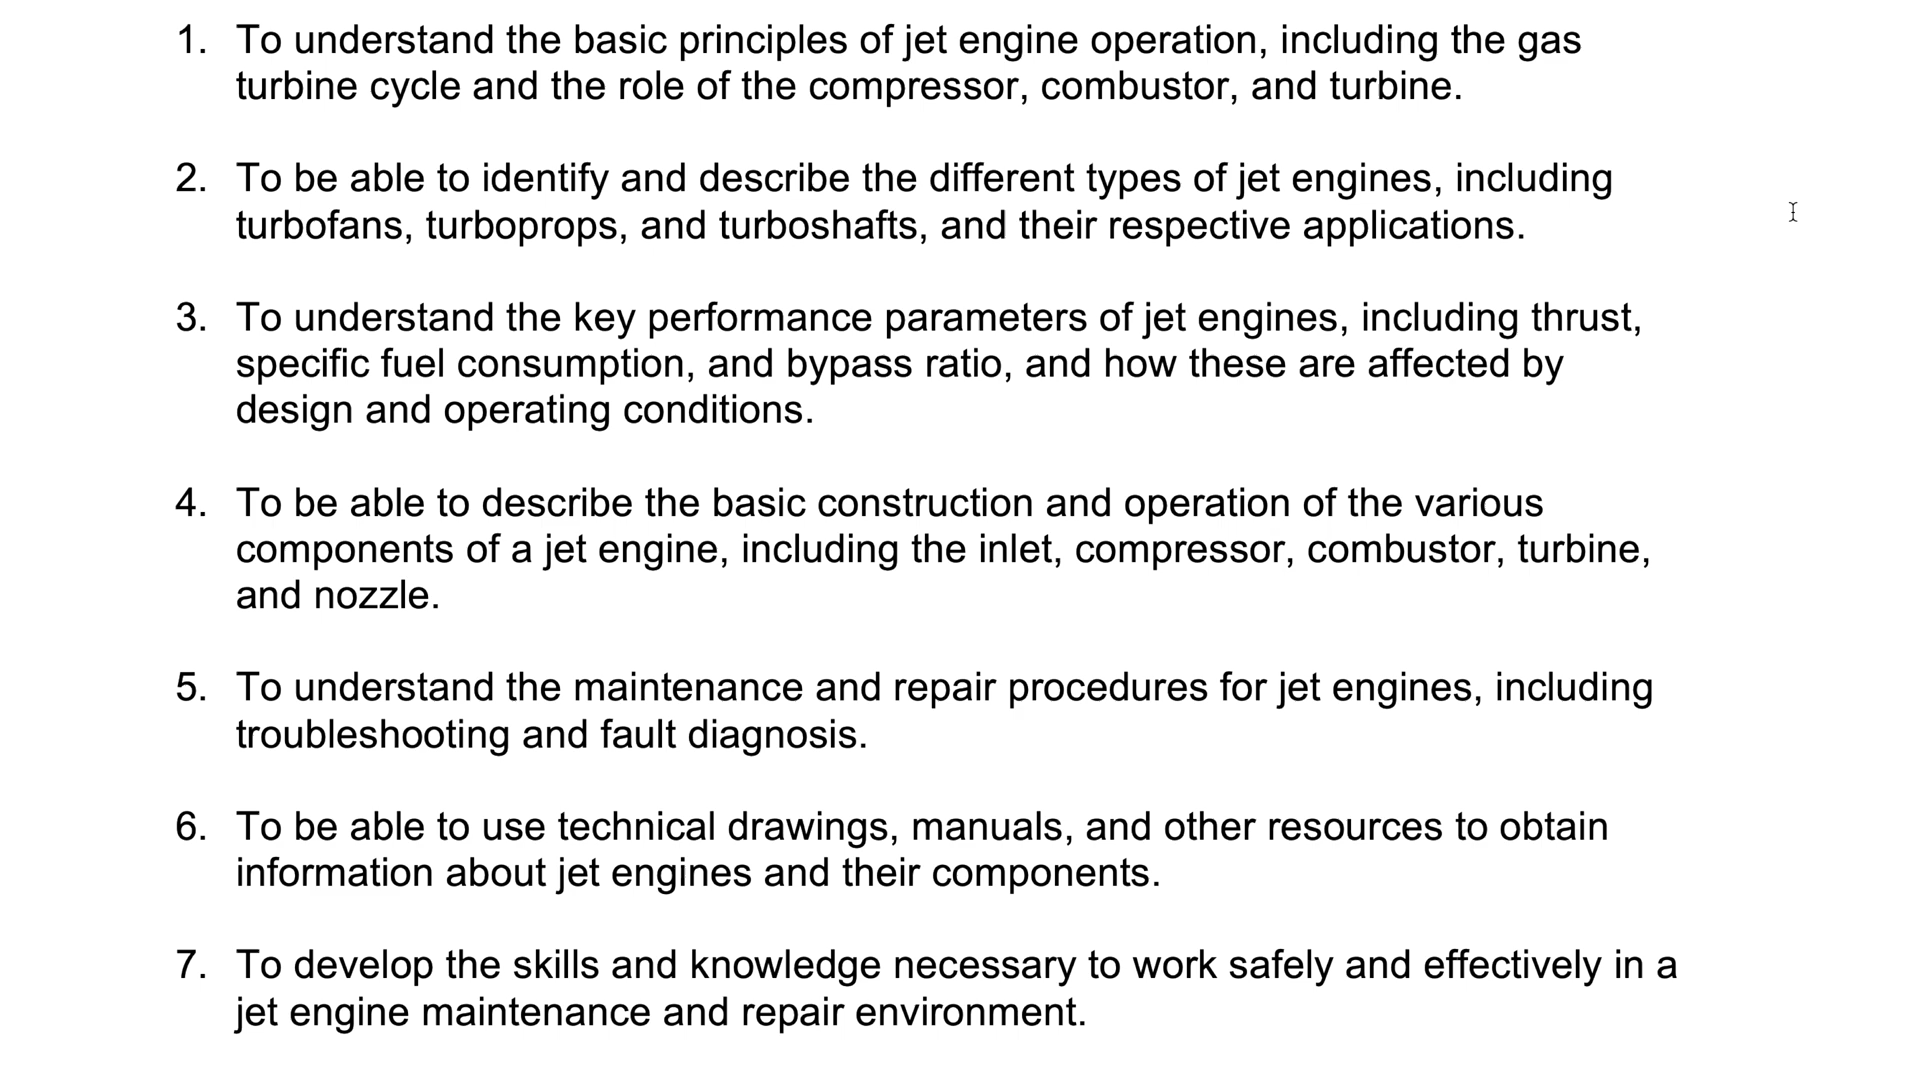 1. To understand the basic principles of jet engine operation, including the gas
turbine cycle and the role of the compressor, combustor, and turbine.
2. To be able to identify and describe the different types of jet engines, including
turbofans, turboprops, and turboshafts, and their respective applications.
3. To understand the key performance parameters of jet engines, including thrust,
specific fuel consumption, and bypass ratio, and how these are affected by
design and operating conditions.
4. To be able to describe the basic construction and operation of the various
components of a jet engine, including the inlet, compressor, combustor, turbine,
and nozzle.
5. To understand the maintenance and repair procedures for jet engines, including
troubleshooting and fault diagnosis.
6. To be able to use technical drawings, manuals, and other resources to obtain
information about jet engines and their components.
7. To develop the skills and knowledge necessary to work safely and effectively in a
jet engine maintenance and repair environment.